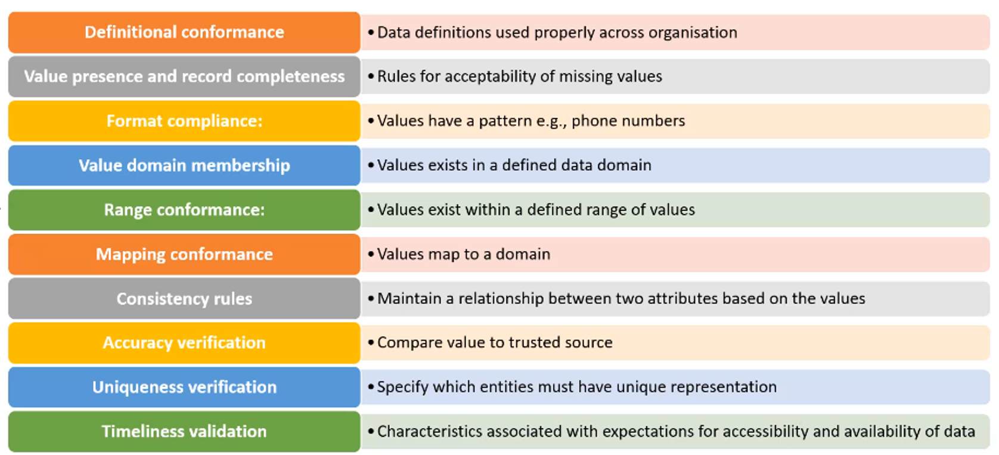 Definitional conformance
• Data definitions used properly across organisation
Value presence and record completeness
• Rules for acceptability of missing values
Format compliance:
• Values have a pattern e.g., phone numbers
Value domain membership
• Values exists in a defined data domain
Range conformance:
• Values exist within a defined range of values
Mapping conformance
• Values map to a domain
Consistency rules
• Maintain a relationship between two attributes based on the values
Accuracy verification
• Compare value to trusted source
Uniqueness verification
• Specify which entities must have unique representation
Timeliness validation
• Characteristics associated with expectations for accessibility and availability of data